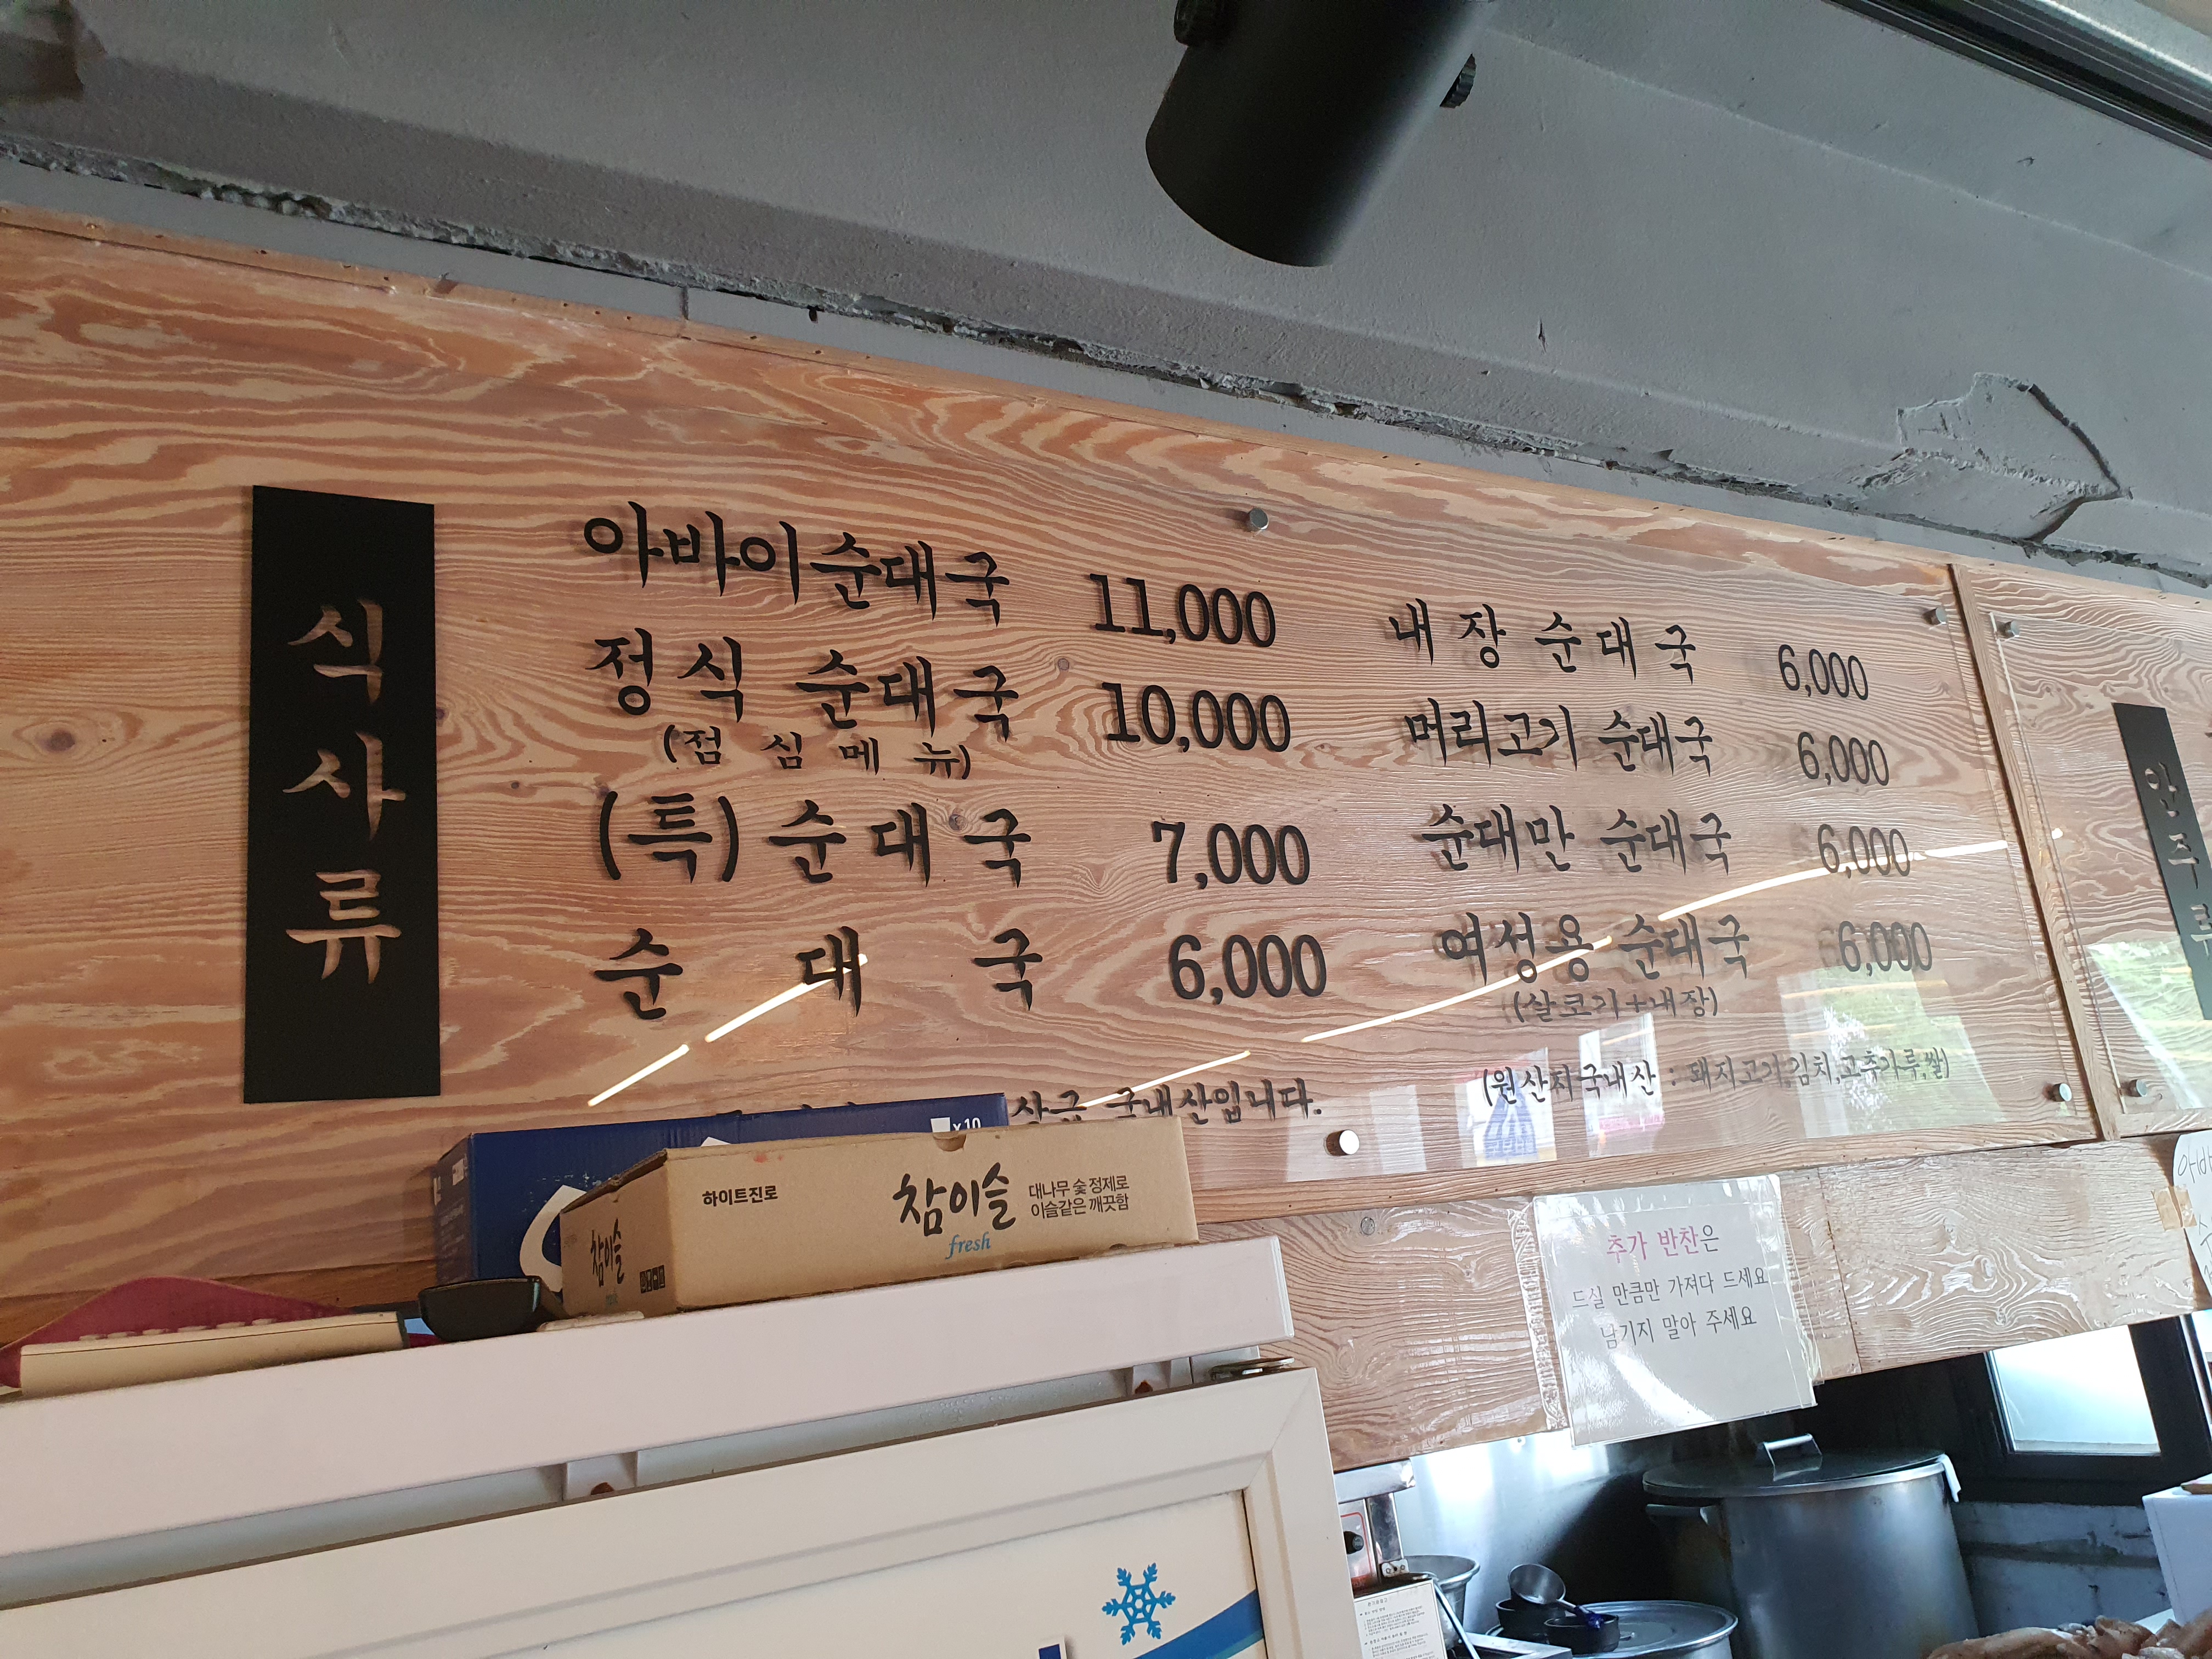 식사류
아바이순대국 11,000
정식 순대국 10,000
(점심메뉴)
(특)순대국 7,000
순대국 6,000
내장순대국 6,000
머리고기 순대국 6,000
순대만 순대국 6,000
여성용 순대국 6,000
(살코기+내장)
국내산입니다.
(원산지국내산 : 돼지고기,김치,고추가루,쌀)
안주류
x10
하이트진로
참이슬
fresh
대나무 숯 정제로
이슬같은 깨끗함
참이슬
추가 반찬은
드실 만큼만 가져다 드세요
남기지 말아 주세요